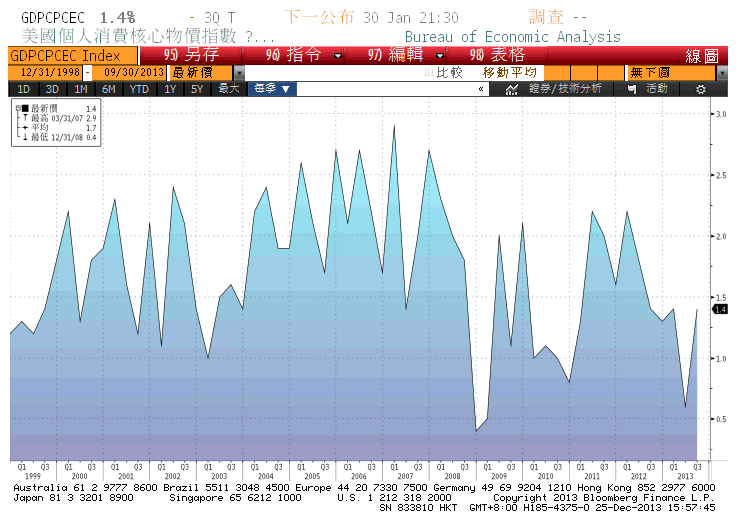 GDPCPCEC 1.4% - 3Q T 下一公布 30 Jan 21:30 調查 --
美國個人消費核心物價指數 ?... Bureau of Economic Analysis
GDPCPCEC Index 95) 另存 96) 指令 97) 編輯 98) 表格 線圖
12/31/1998 - 09/30/2013 最新價 比較 移動平均 無下價
1D 3D 1M 6M YTD 1Y 5Y 最大 每季 ▼ « 證券/技術分析 活動
最新價 1.4
最高 03/31/07 2.9
平均 1.7
最低 12/31/08 0.4
3.0
2.5
2.0
1.5
1.4
1.0
0.5
Q1 Q3 Q1 Q3 Q1 Q3 Q1 Q3 Q1 Q3 Q1 Q3 Q1 Q3 Q1 Q3 Q1 Q3 Q1 Q3 Q1 Q3 Q1 Q3 Q1 Q3 Q1 Q3 Q1 Q3
1999 2000 2001 2002 2003 2004 2005 2006 2007 2008 2009 2010 2011 2012 2013
Australia 61 2 9777 8600 Brazil 5511 3048 4500 Europe 44 20 7330 7500 Germany 49 69 9204 1210 Hong Kong 852 2977 6000
Japan 81 3 3201 8900 Singapore 65 6212 1000 U.S. 1 212 318 2000 Copyright 2013 Bloomberg Finance L.P.
SN 833810 HKT GMT+8:00 H185-4375-0 25-Dec-2013 15:57:45